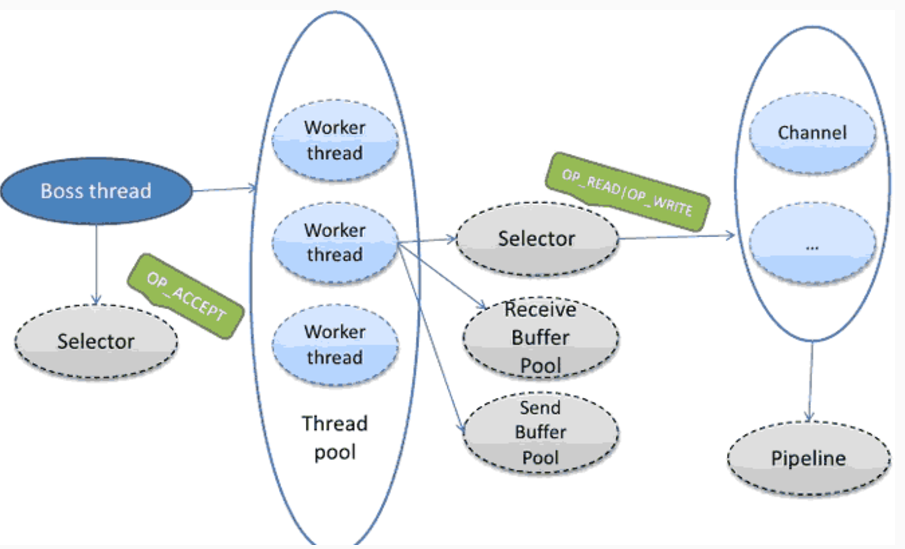 Worker
thread
Channel
Boss thread
OP_READ/OP_WRITE
Worker
thread
Selector
...
OP_ACCEPT
Selector
Receive
Buffer
Pool
Worker
thread
Thread
pool
Send
Buffer
Pool
Pipeline